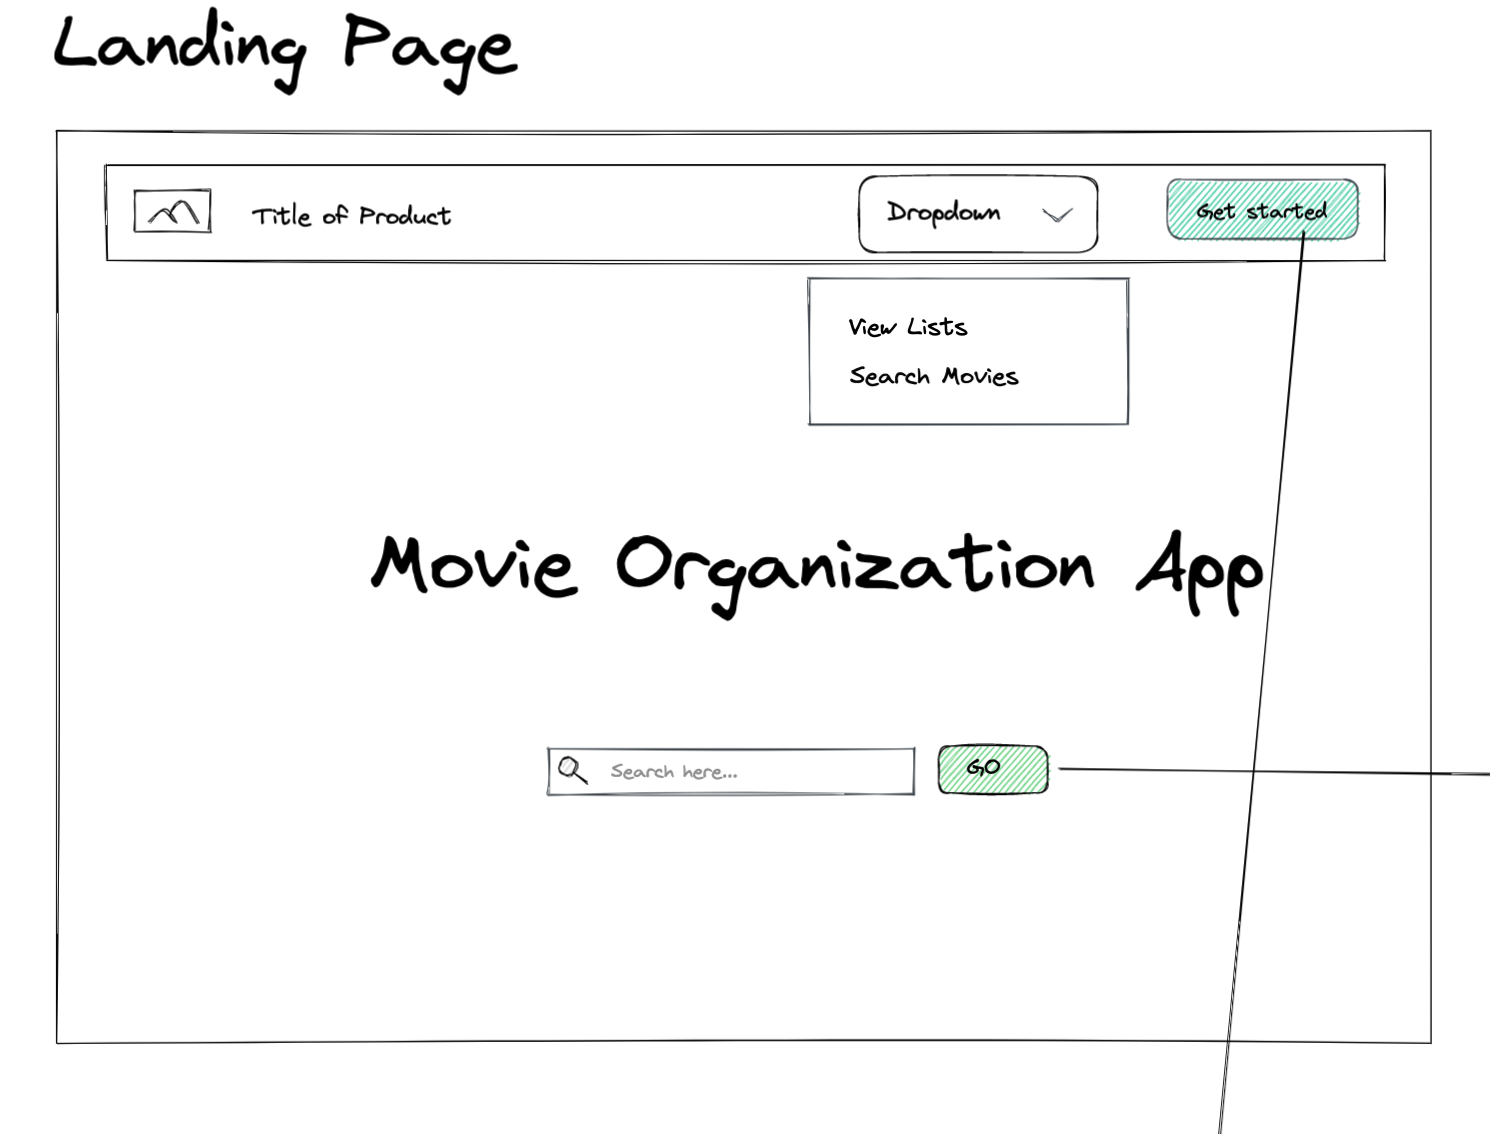 Landing Page
Title of Product
Dropdown
Get started
View Lists
Search Movies
Movie Organization App
Search here...
GO